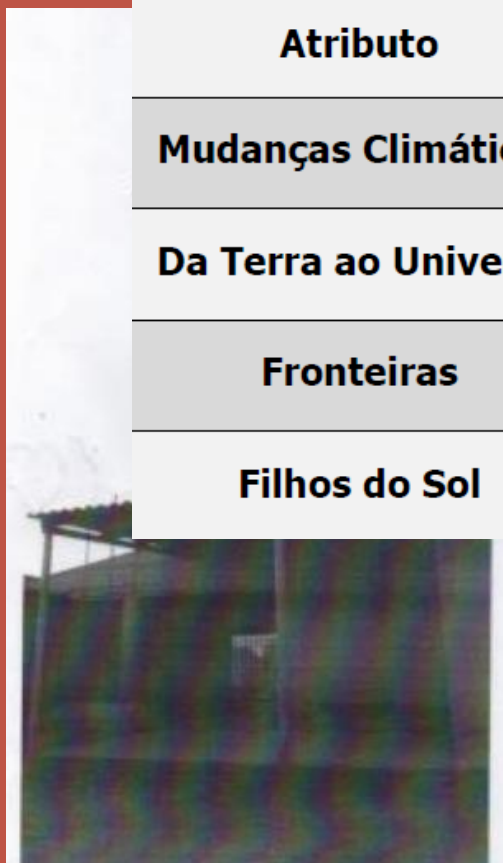 Atributo
Mudanças Climátic
Da Terra ao Unive
Fronteiras
Filhos do Sol